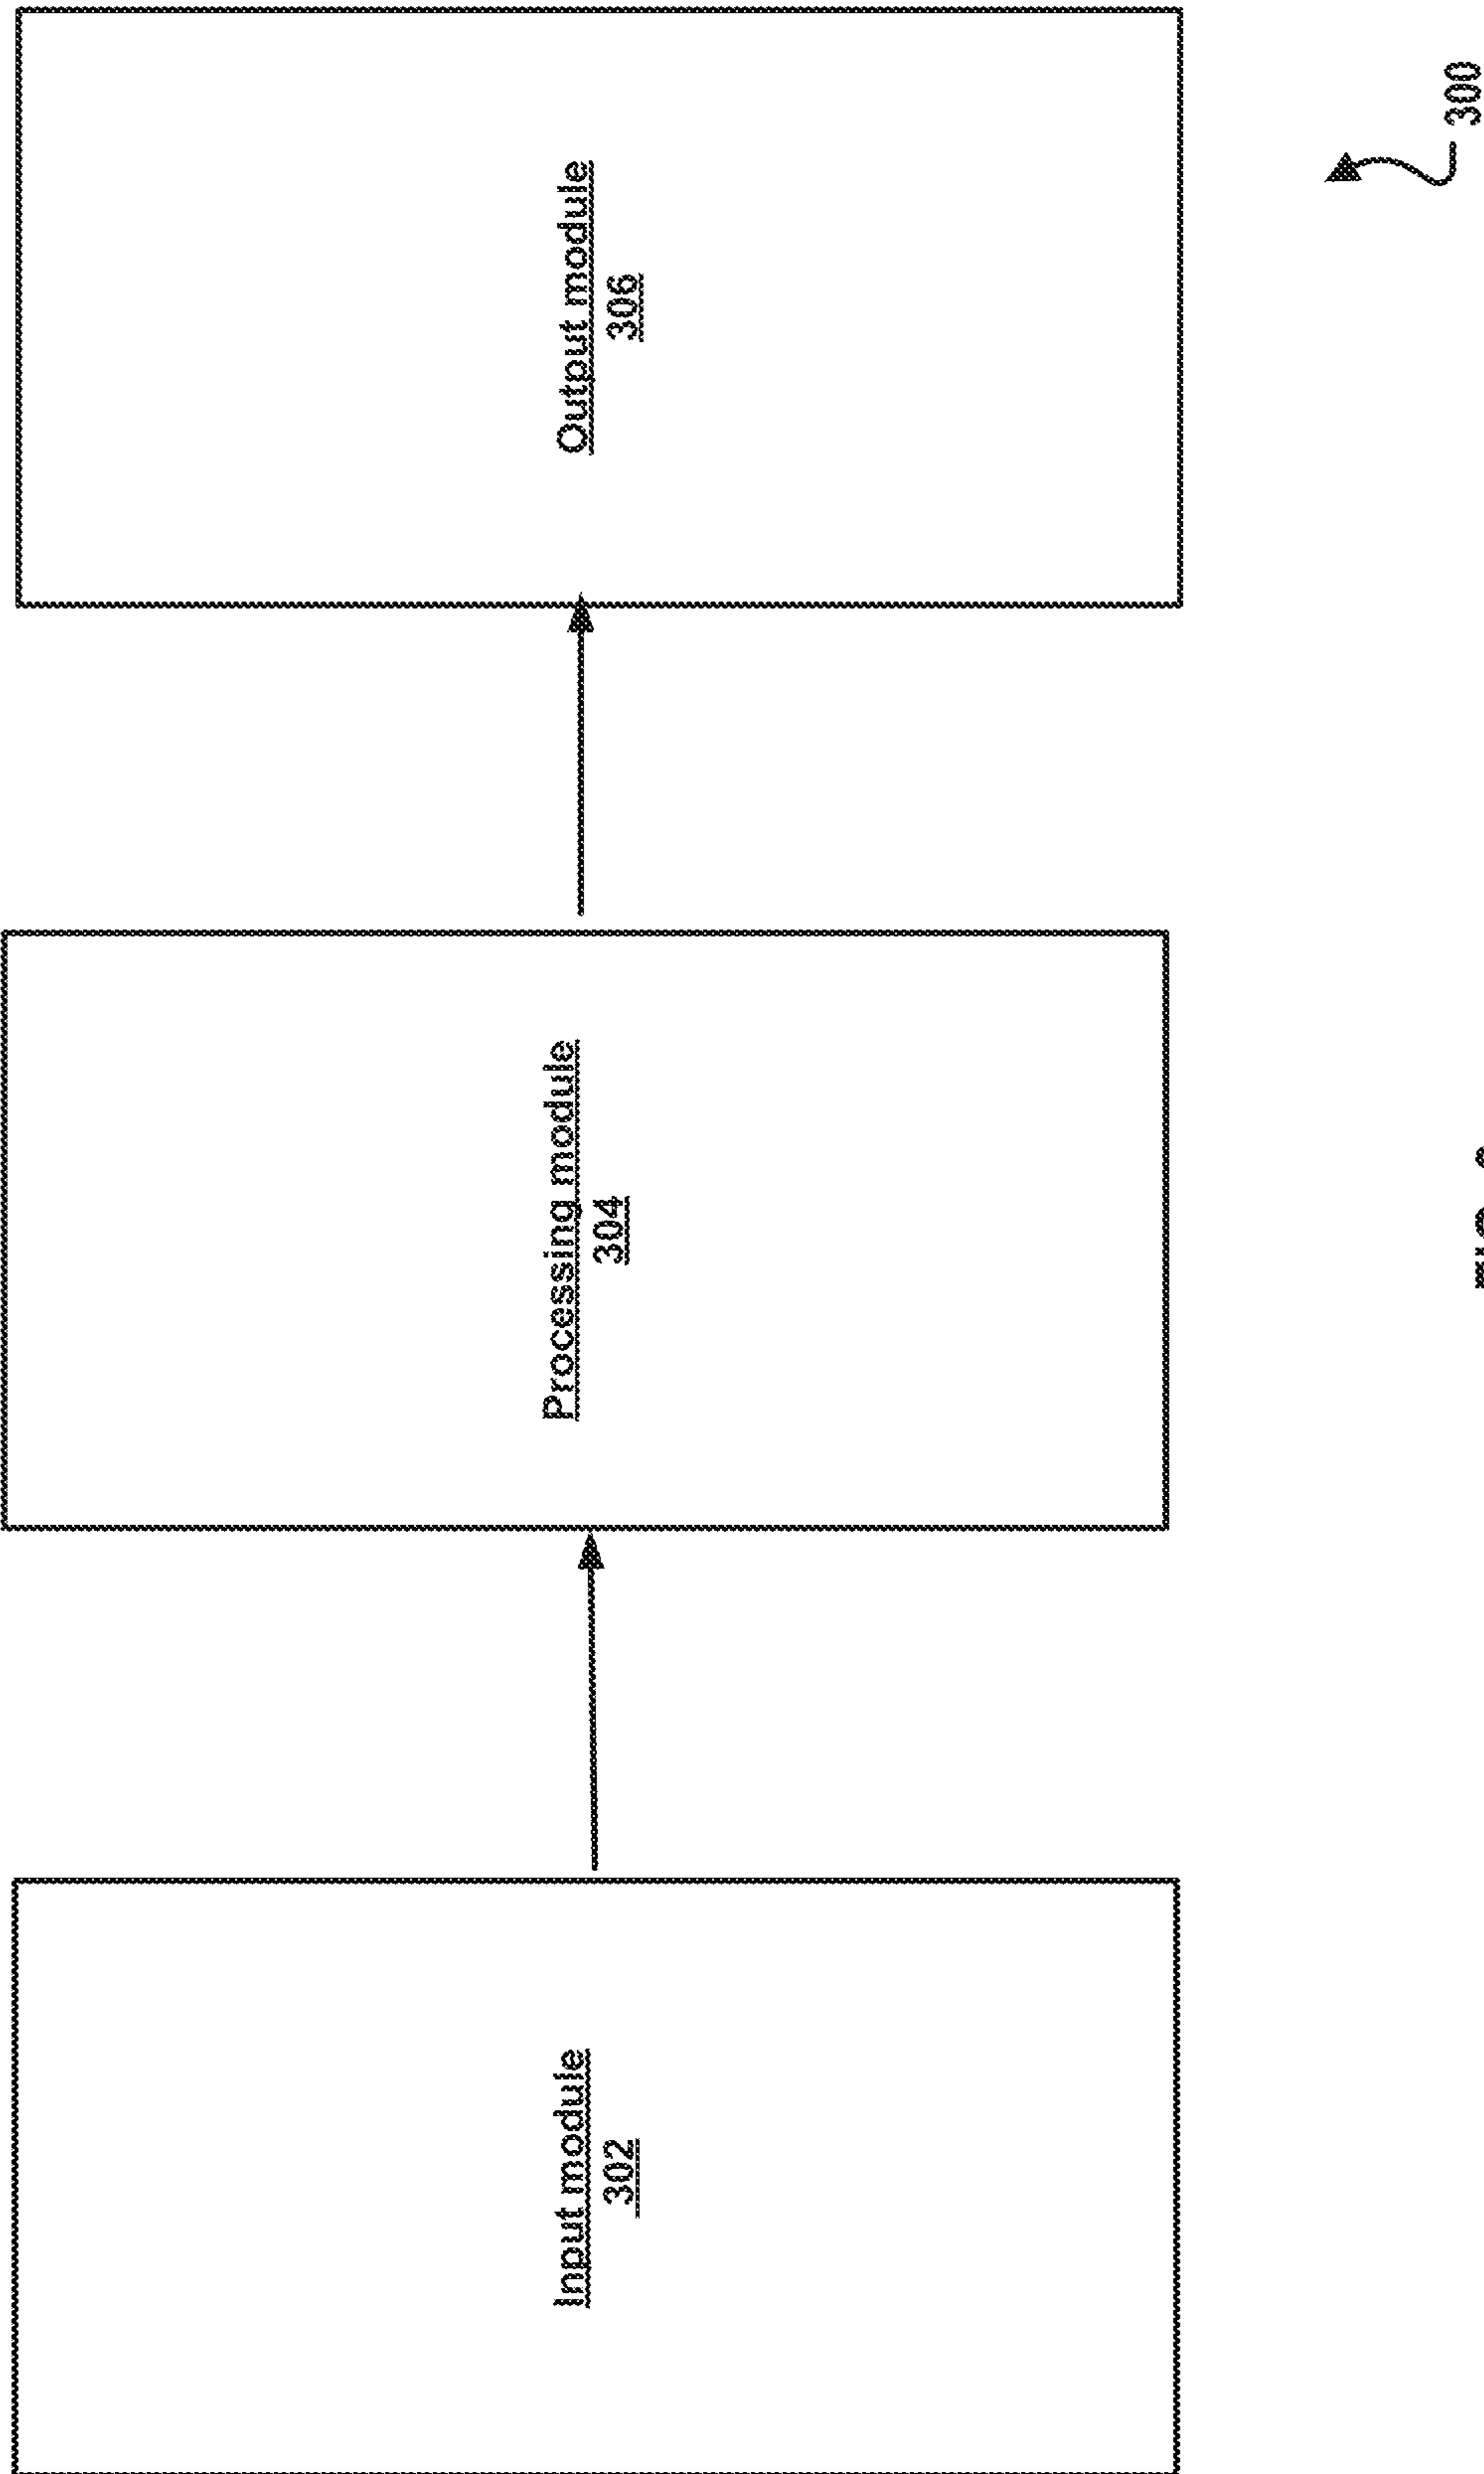 Input module
302
Processing module
304
Output module
306
300